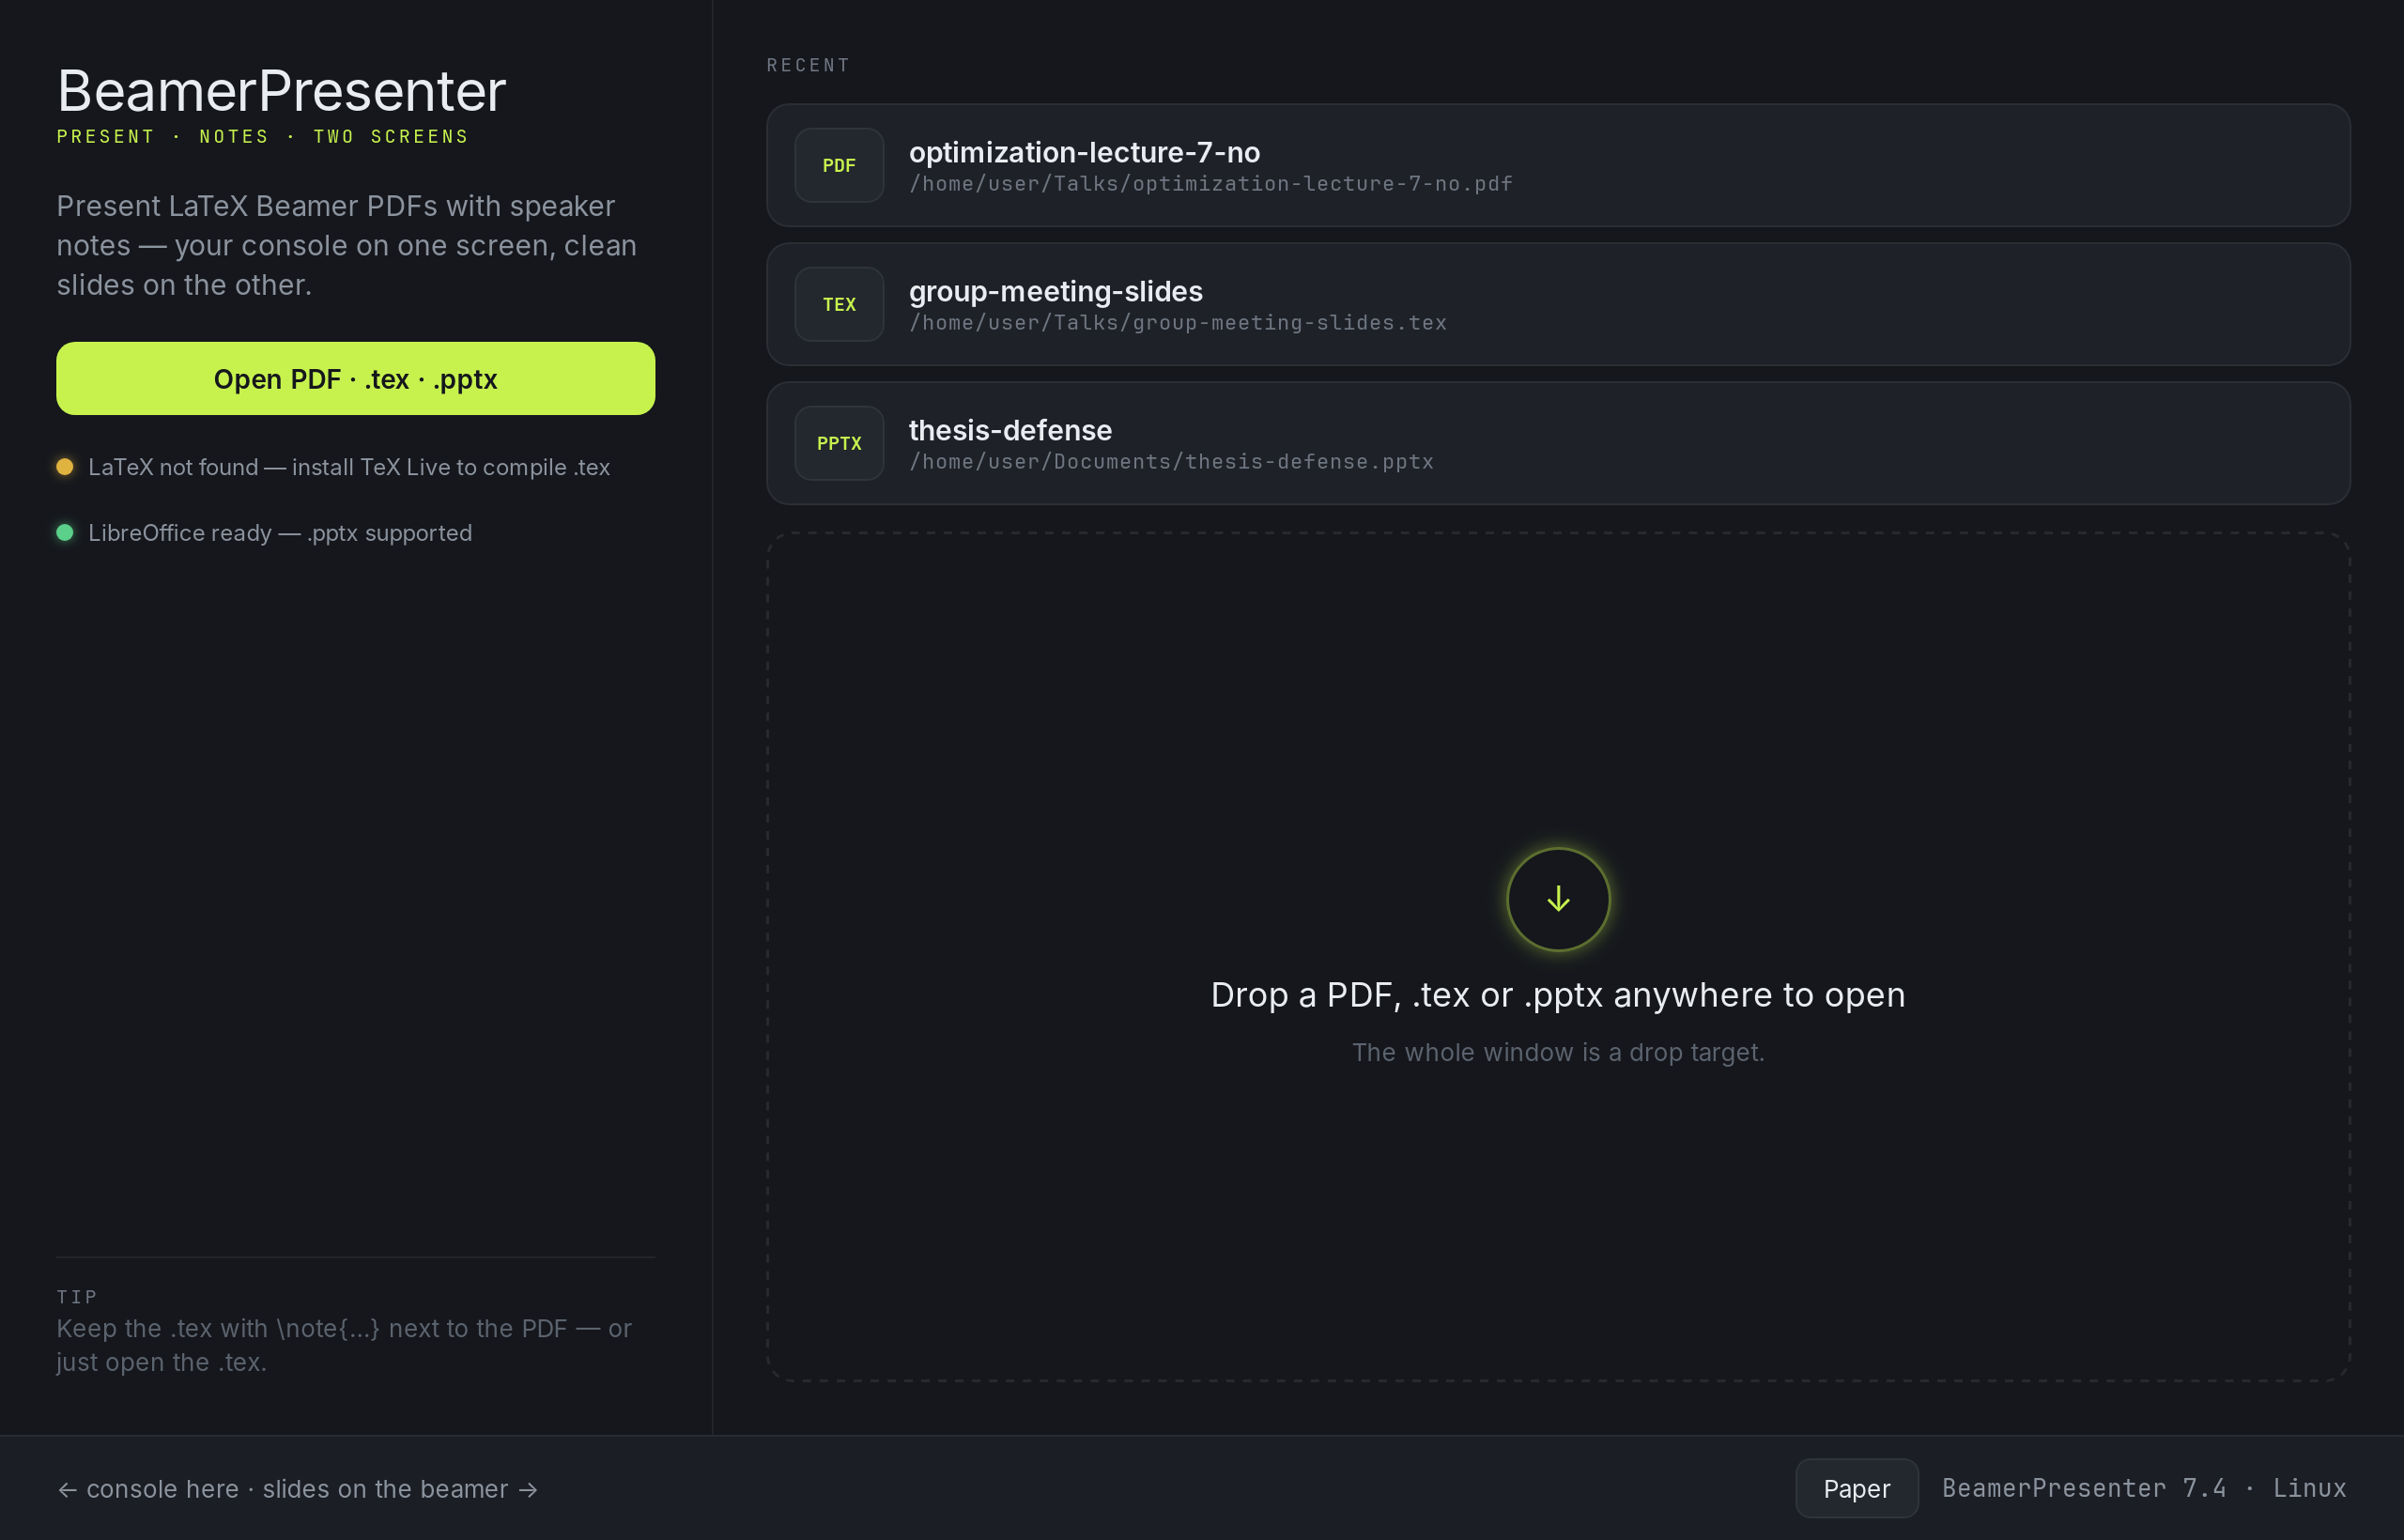 BeamerPresenter
PRESENT · NOTES · TWO SCREENS
Present LaTeX Beamer PDFs with speaker
notes — your console on one screen, clean
slides on the other.
Open PDF · .tex · .pptx
LaTeX not found — install TeX Live to compile .tex
LibreOffice ready — .pptx supported
TIP
Keep the .tex with \note{...} next to the PDF — or
just open the .tex.
RECENT
PDF
optimization-lecture-7-no
/home/user/Talks/optimization-lecture-7-no.pdf
TEX
group-meeting-slides
/home/user/Talks/group-meeting-slides.tex
PPTX
thesis-defense
/home/user/Documents/thesis-defense.pptx
↓
Drop a PDF, .tex or .pptx anywhere to open
The whole window is a drop target.
← console here · slides on the beamer →
Paper
BeamerPresenter 7.4 · Linux